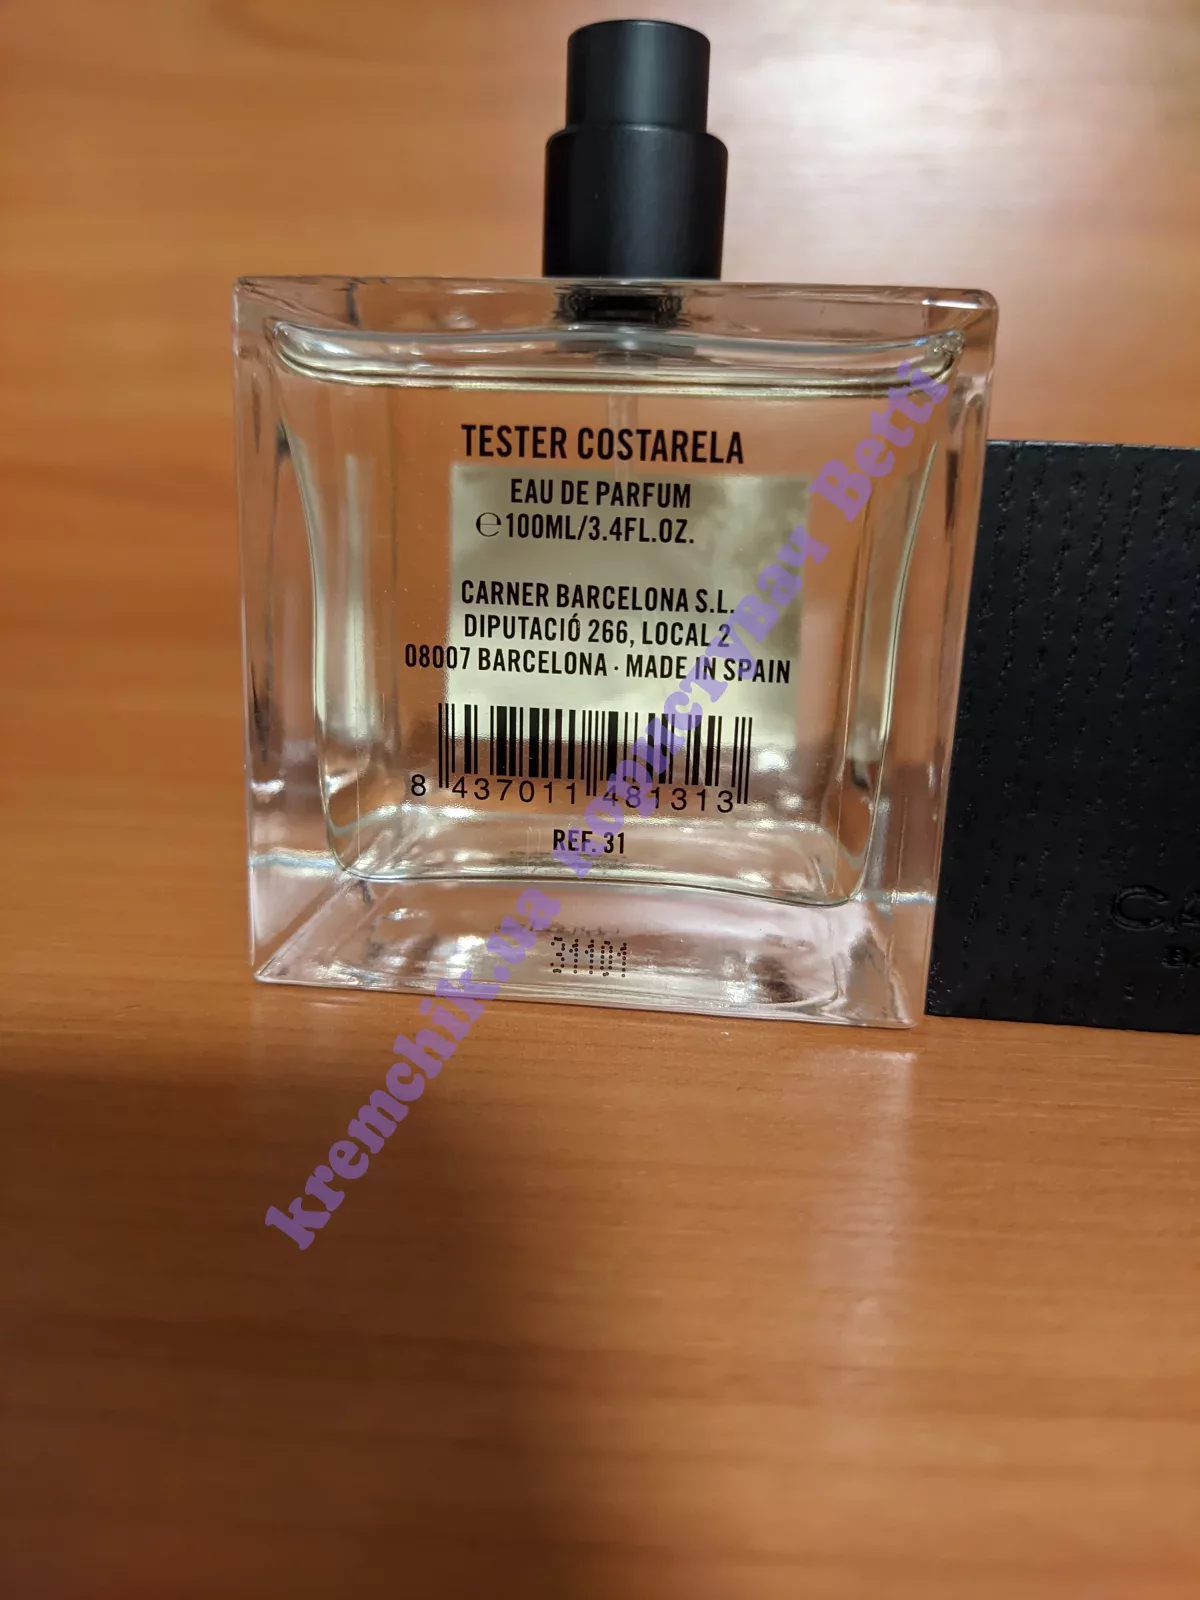 TESTER COSTARELA
EAU DE PARFUM
℮100ML/3.4FL.OZ.
CARNER BARCELONA S.L.
DIPUTACIÓ 266, LOCAL 2
08007 BARCELONA · MADE IN SPAIN
8 437011 481313
REF. 31
31101
kremchik.ua користувач Betti